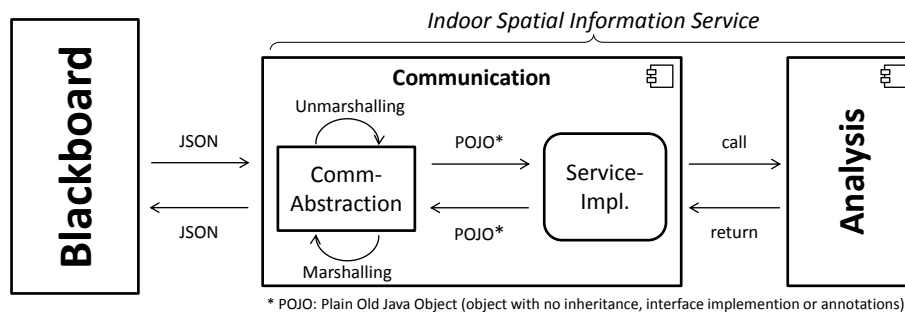 Indoor Spatial Information Service
Blackboard
Communication
Unmarshalling
JSON
POJO*
call
Comm-
Abstraction
Service-
Impl.
Analysis
JSON
POJO*
return
Marshalling
* POJO: Plain Old Java Object (object with no inheritance, interface implemention or annotations)